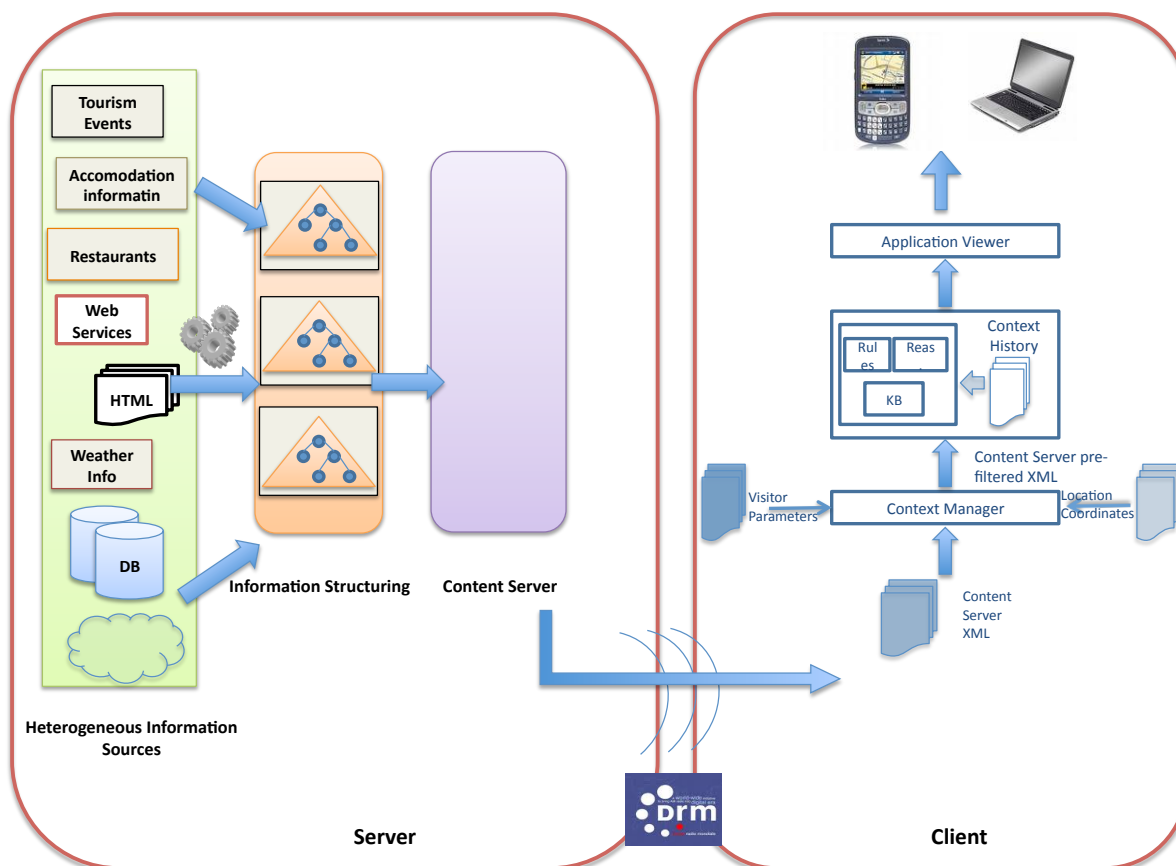 Tourism
Events
Accomodation
informatin
Restaurants
Web
Services
HTML
Weather
Info
DB
Heterogeneous Information
Sources
Information Structuring
Content Server
Server
Drm
Application Viewer
Rul
es
Reas
Context
History
KB
Content Server pre-
filtered XML
Visitor
Parameters
Context Manager
Location
Coordinates
Content
Server
XML
Client